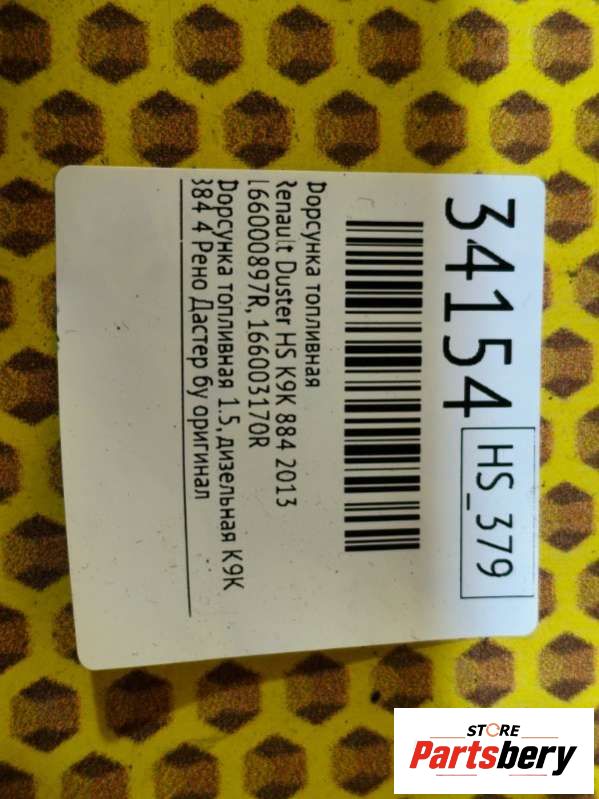 34154 HS_379
Форсунка топливная
Renault Duster HS K9K 884 2013
166000897R, 166003170R
Форсунка топливная 1.5, дизельная K9K
884 4 Рено Дастер бу оригинал
STORE
Partsbery